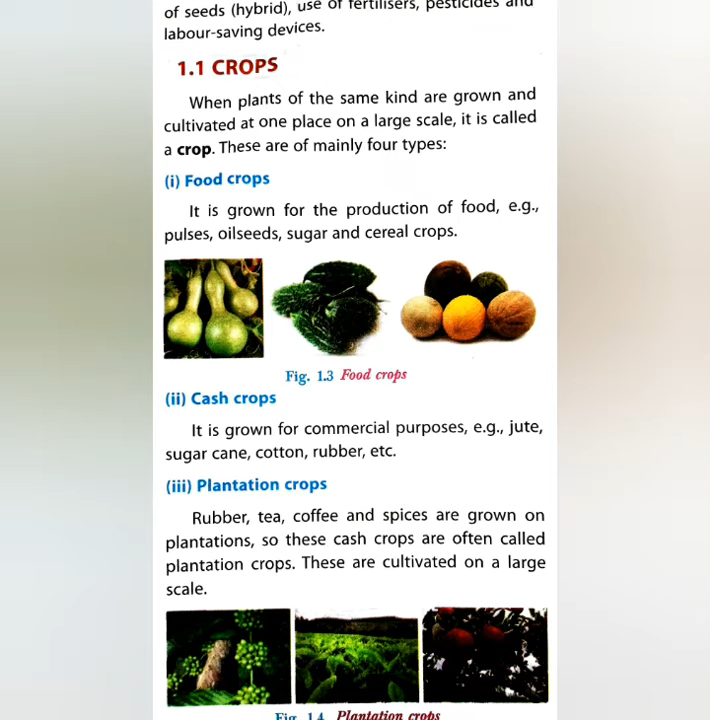 of seeds (hybrid), use of fertilisers, pesticides and
labour-saving devices.
1.1 CROPS
When plants of the same kind are grown and
cultivated at one place on a large scale, it is called
a crop. These are of mainly four types:
(i) Food crops
It is grown for the production of food, e.g.,
pulses, oilseeds, sugar and cereal crops.
Fig. 1.3 Food crops
(ii) Cash crops
It is grown for commercial purposes, e.g., jute,
sugar cane, cotton, rubber, etc.
(iii) Plantation crops
Rubber, tea, coffee and spices are grown on
plantations, so these cash crops are often called
plantation crops. These are cultivated on a large
scale.
Fig. 1.4 Plantation crops